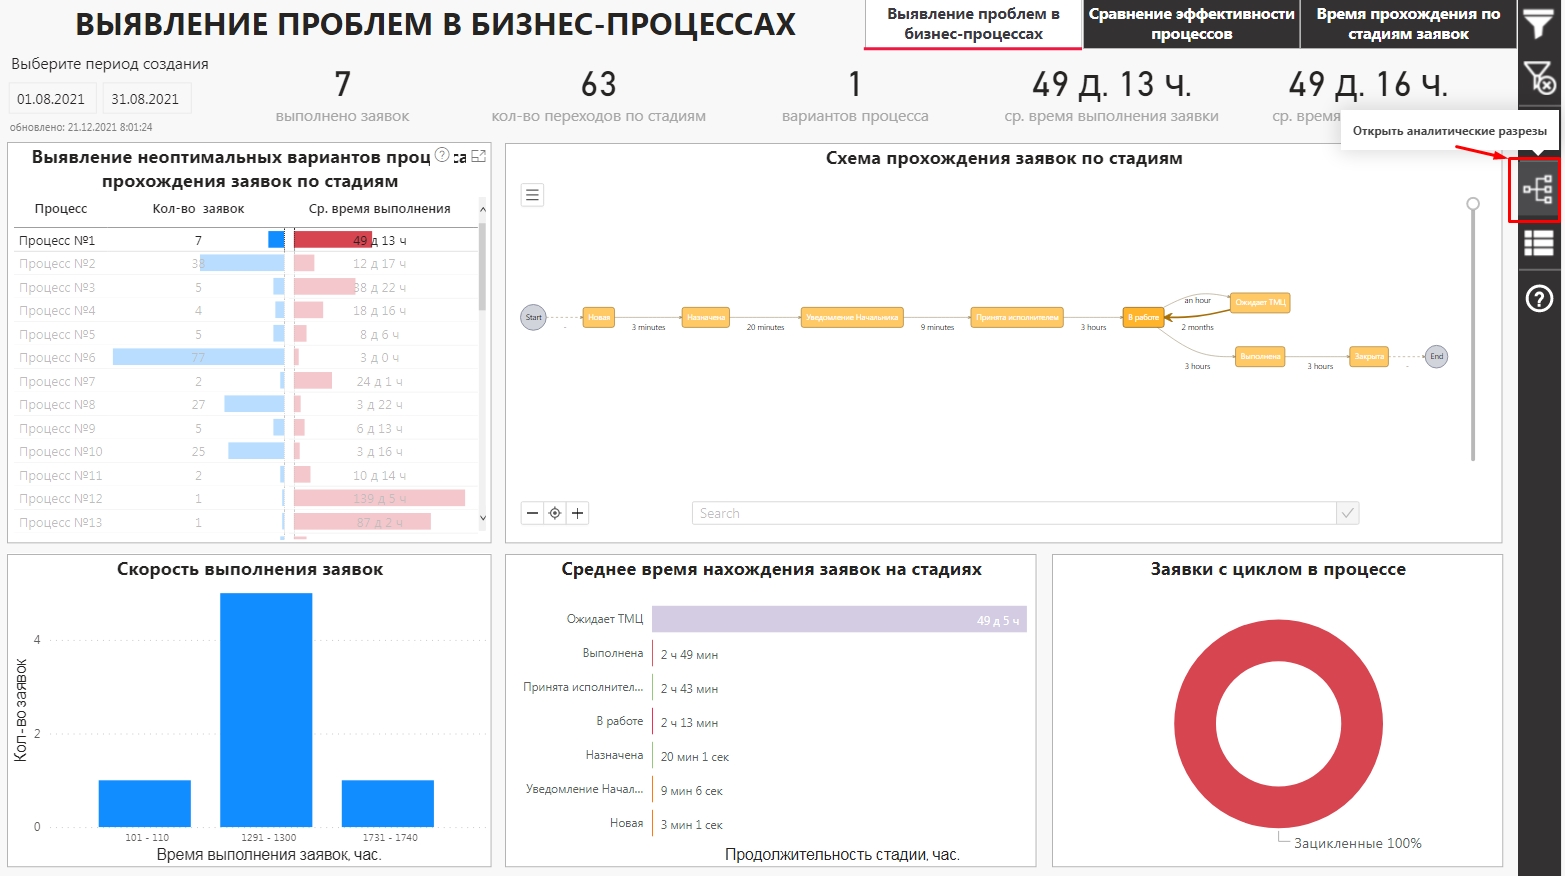 ВЫЯВЛЕНИЕ ПРОБЛЕМ В БИЗНЕС-ПРОЦЕССАХ
Выявление проблем в
бизнес-процессах
Сравнение эффективности
процессов
Время прохождения по
стадиям заявок
Выберите период создания
01.08.2021
31.08.2021
обновлено: 21.12.2021 8:01:24
7
выполнено заявок
63
кол-во переходов по стадиям
1
вариантов процесса
49 д. 13 ч.
ср. время выполнения заявки
49 д. 16 ч.
ср. время
Открыть аналитические разрезы
Выявление неоптимальных вариантов
прохождения заявок по стадиям
Процесс Кол-во заявок Ср. время выполнения
Процесс №1 7 49 д 13 ч
Процесс №2 38 12 д 17 ч
Процесс №3 5 38 д 22 ч
Процесс №4 4 18 д 16 ч
Процесс №5 5 8 д 6 ч
Процесс №6 77 3 д 0 ч
Процесс №7 2 24 д 1 ч
Процесс №8 27 3 д 22 ч
Процесс №9 5 6 д 13 ч
Процесс №10 25 3 д 16 ч
Процесс №11 2 10 д 14 ч
Процесс №12 1 139 д 5 ч
Процесс №13 1 87 д 2 ч
Схема прохождения заявок по стадиям
Start
-
Новая
3 minutes
Назначена
20 minutes
Уведомление Начальника
9 minutes
Принята исполнителем
3 hours
В работе
an hour
Ожидает ТМЦ
2 months
3 hours
Выполнена
3 hours
Закрыта
-
End
Search
Скорость выполнения заявок
Кол-во заявок
4
2
0
101 - 110
1291 - 1300
1731 - 1740
Время выполнения заявок, час.
Среднее время нахождения заявок на стадиях
Ожидает ТМЦ 49 д 5 ч
Выполнена 2 ч 49 мин
Принята исполнител... 2 ч 43 мин
В работе 2 ч 13 мин
Назначена 20 мин 1 сек
Уведомление Начал... 9 мин 6 сек
Новая 3 мин 1 сек
Продолжительность стадии, час.
Заявки с циклом в процессе
Зацикленные 100%